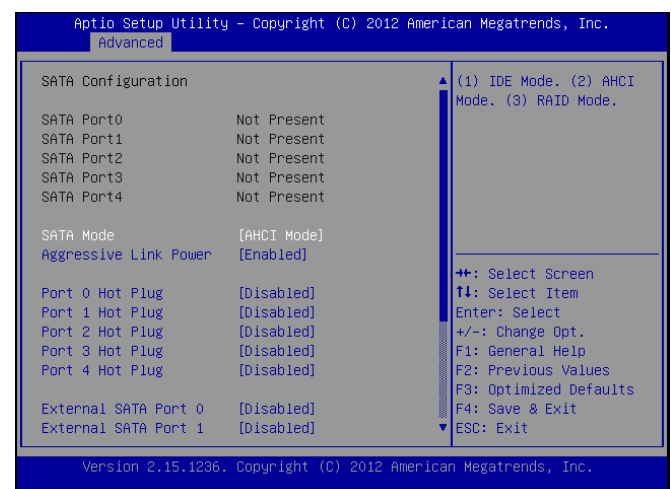 Aptio Setup Utility – Copyright (C) 2012 American Megatrends, Inc.
Advanced
SATA Configuration
SATA Port0 Not Present
SATA Port1 Not Present
SATA Port2 Not Present
SATA Port3 Not Present
SATA Port4 Not Present
SATA Mode [AHCI Mode]
Aggressive Link Power [Enabled]
Port 0 Hot Plug [Disabled]
Port 1 Hot Plug [Disabled]
Port 2 Hot Plug [Disabled]
Port 3 Hot Plug [Disabled]
Port 4 Hot Plug [Disabled]
External SATA Port 0 [Disabled]
External SATA Port 1 [Disabled]
(1) IDE Mode. (2) AHCI
Mode. (3) RAID Mode.
→←: Select Screen
↑↓: Select Item
Enter: Select
+/-: Change Opt.
F1: General Help
F2: Previous Values
F3: Optimized Defaults
F4: Save & Exit
ESC: Exit
Version 2.15.1236. Copyright (C) 2012 American Megatrends, Inc.